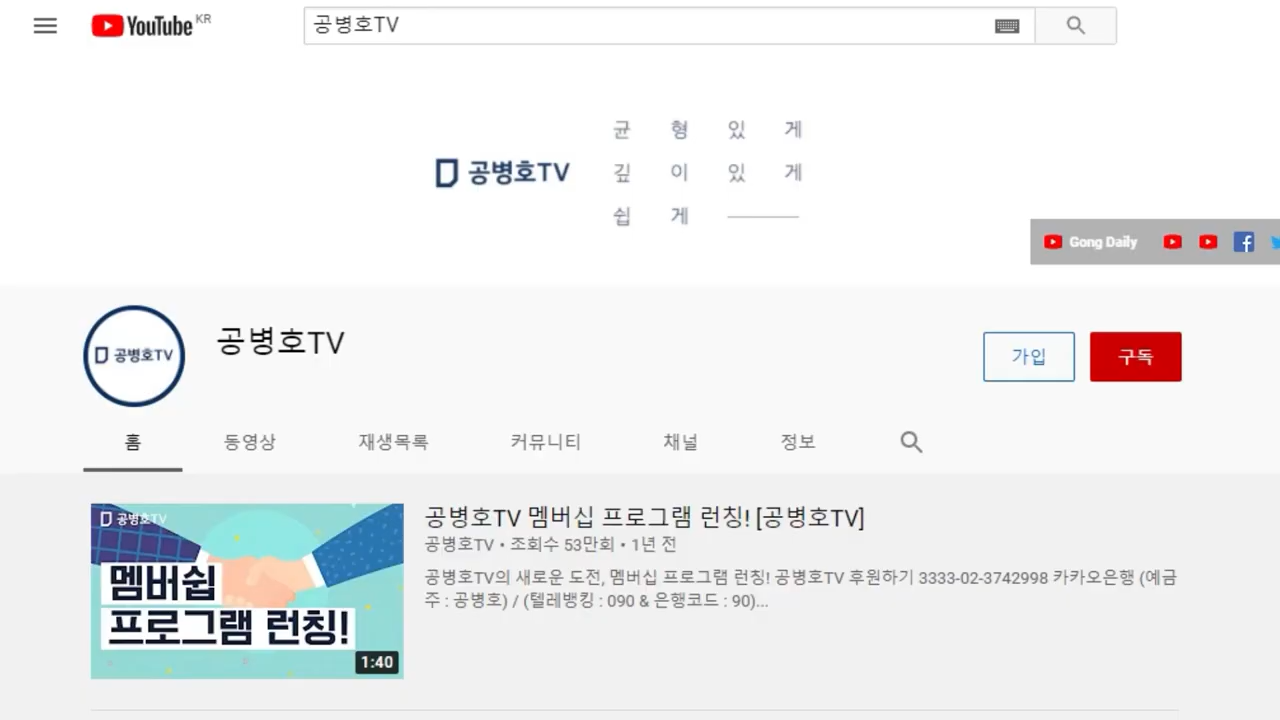 YouTube KR
공병호TV
균 형 있 게
공병호TV
깊 이 있 게
쉽 게
Gong Daily
공병호TV
공병호TV
가입
구독
홈
동영상
재생목록
커뮤니티
채널
정보
공병호TV
멤버쉽
프로그램 런칭!
1:40
공병호TV 멤버십 프로그램 런칭! [공병호TV]
공병호TV • 조회수 53만회 • 1년 전
공병호TV의 새로운 도전, 멤버십 프로그램 런칭! 공병호TV 후원하기 3333-02-3742998 카카오은행 (예금
주 : 공병호) / (텔레뱅킹 : 090 & 은행코드 : 90)...